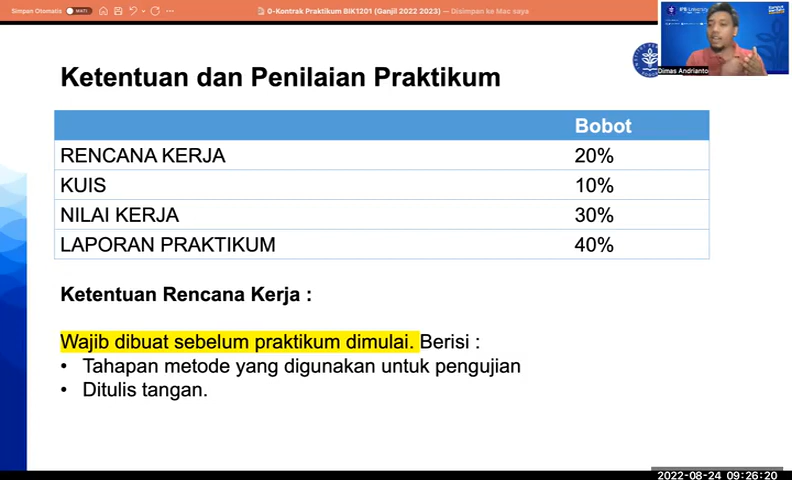 Simpan Otomatis MATI
0-Kontrak Praktikum BIK1201 (Ganjil 2022 2023) — Disimpan ke Mac saya
Dimas Andrianto
Ketentuan dan Penilaian Praktikum
Bobot
RENCANA KERJA 20%
KUIS 10%
NILAI KERJA 30%
LAPORAN PRAKTIKUM 40%
Ketentuan Rencana Kerja :
Wajib dibuat sebelum praktikum dimulai. Berisi :
• Tahapan metode yang digunakan untuk pengujian
• Ditulis tangan.
2022-08-24 09:26:20